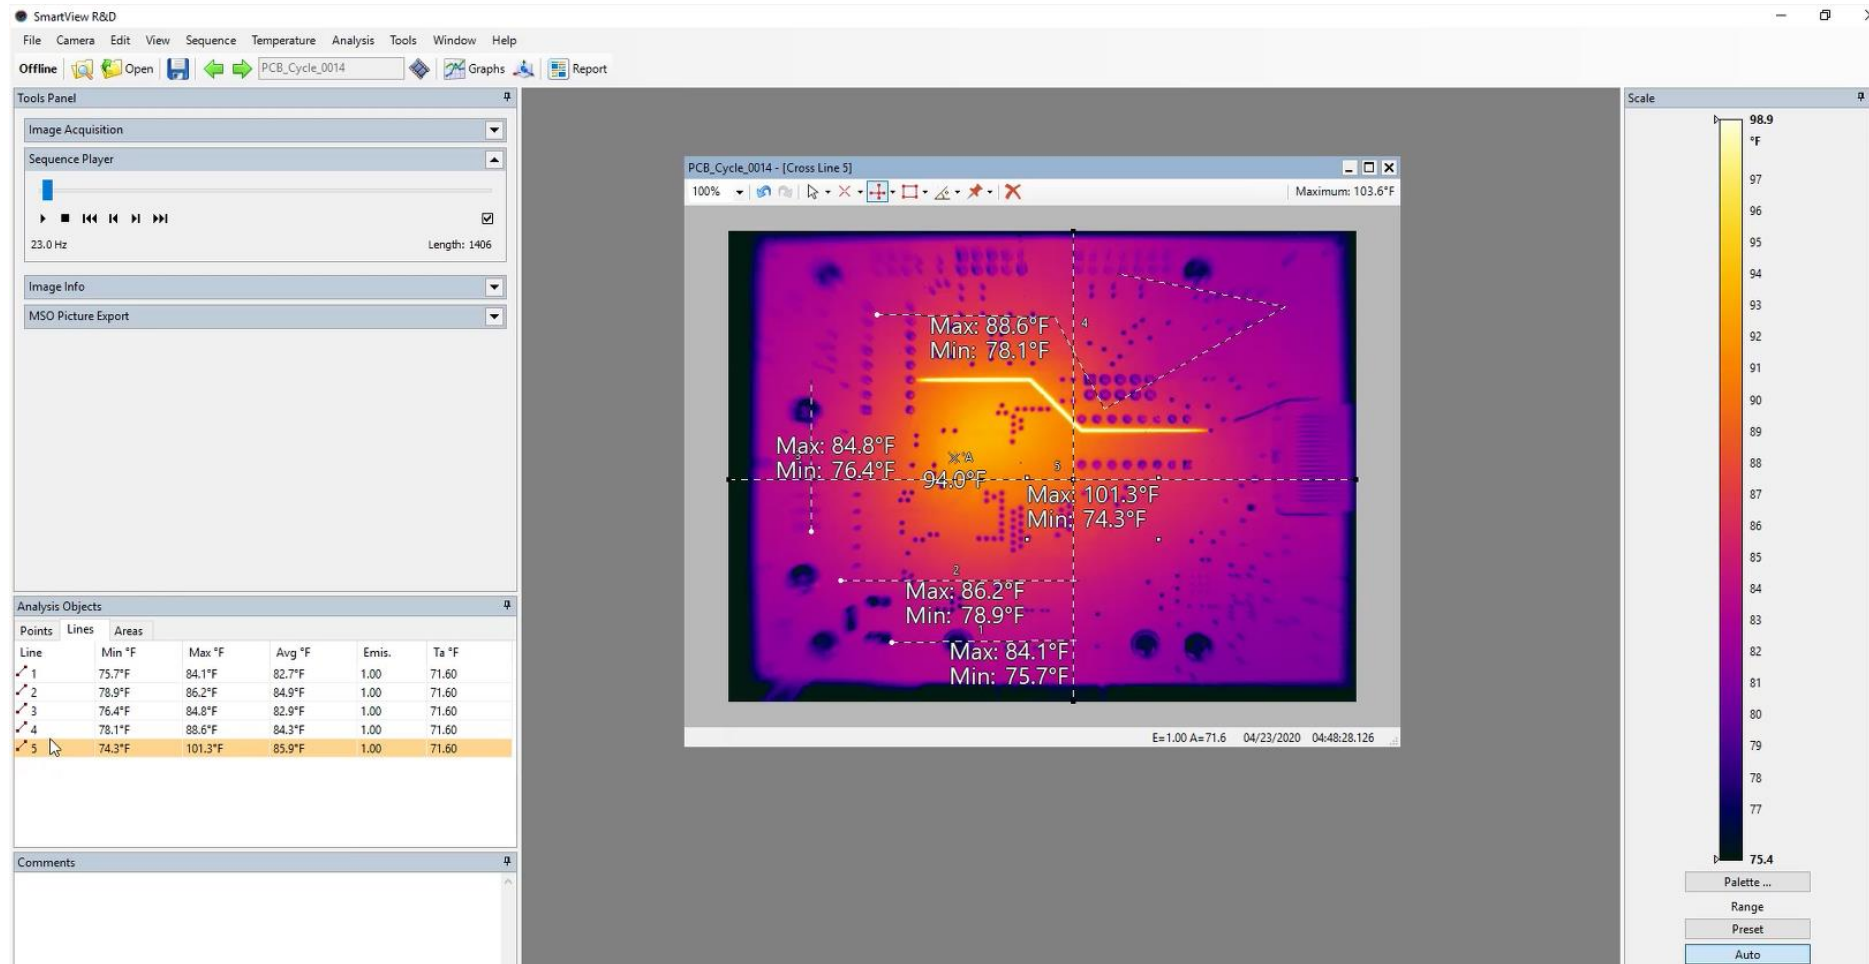 SmartView R&D
File Camera Edit View Sequence Temperature Analysis Tools Window Help
Offline Open PCB_Cycle_0014 Graphs Report
Tools Panel
Image Acquisition
Sequence Player
23.0 Hz Length: 1406
Image Info
MSO Picture Export
Analysis Objects
Points Lines Areas
Line Min °F Max °F Avg °F Emis. Ta °F
1 75.7°F 84.1°F 82.7°F 1.00 71.60
2 78.9°F 86.2°F 84.9°F 1.00 71.60
3 76.4°F 84.8°F 82.9°F 1.00 71.60
4 78.1°F 88.6°F 84.3°F 1.00 71.60
5 74.3°F 101.3°F 85.9°F 1.00 71.60
Comments
PCB_Cycle_0014 - [Cross Line 5]
100% Maximum: 103.6°F
Max: 88.6°F 4
Min: 78.1°F
Max: 84.8°F
Min: 76.4°F
A
94.0°F
5
Max: 101.3°F
Min: 74.3°F
2
Max: 86.2°F
Min: 78.9°F
1
Max: 84.1°F
Min: 75.7°F
E=1.00 A=71.6 04/23/2020 04:48:28.126
Scale
98.9
°F
97
96
95
94
93
92
91
90
89
88
87
86
85
84
83
82
81
80
79
78
77
75.4
Palette ...
Range
Preset
Auto